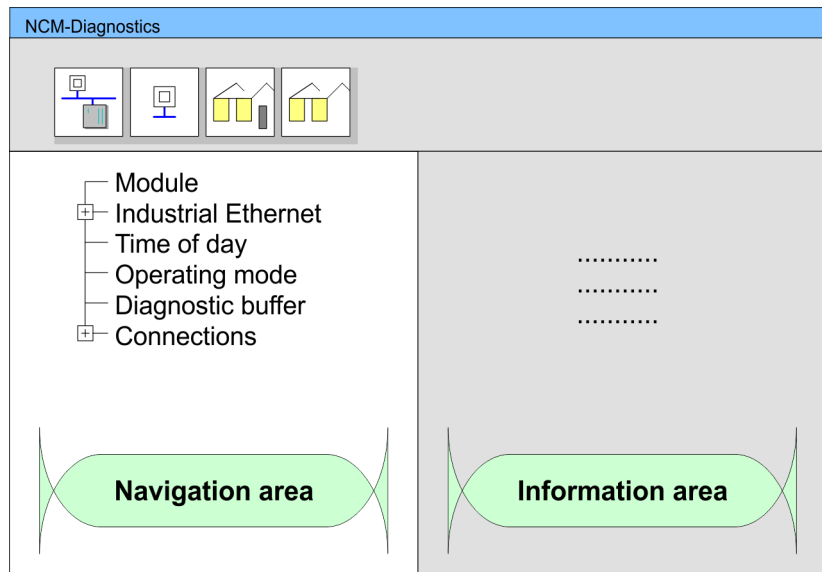 NCM-Diagnostics
Module
Industrial Ethernet
Time of day
Operating mode
Diagnostic buffer
Connections
...........
...........
...........
Navigation area
Information area